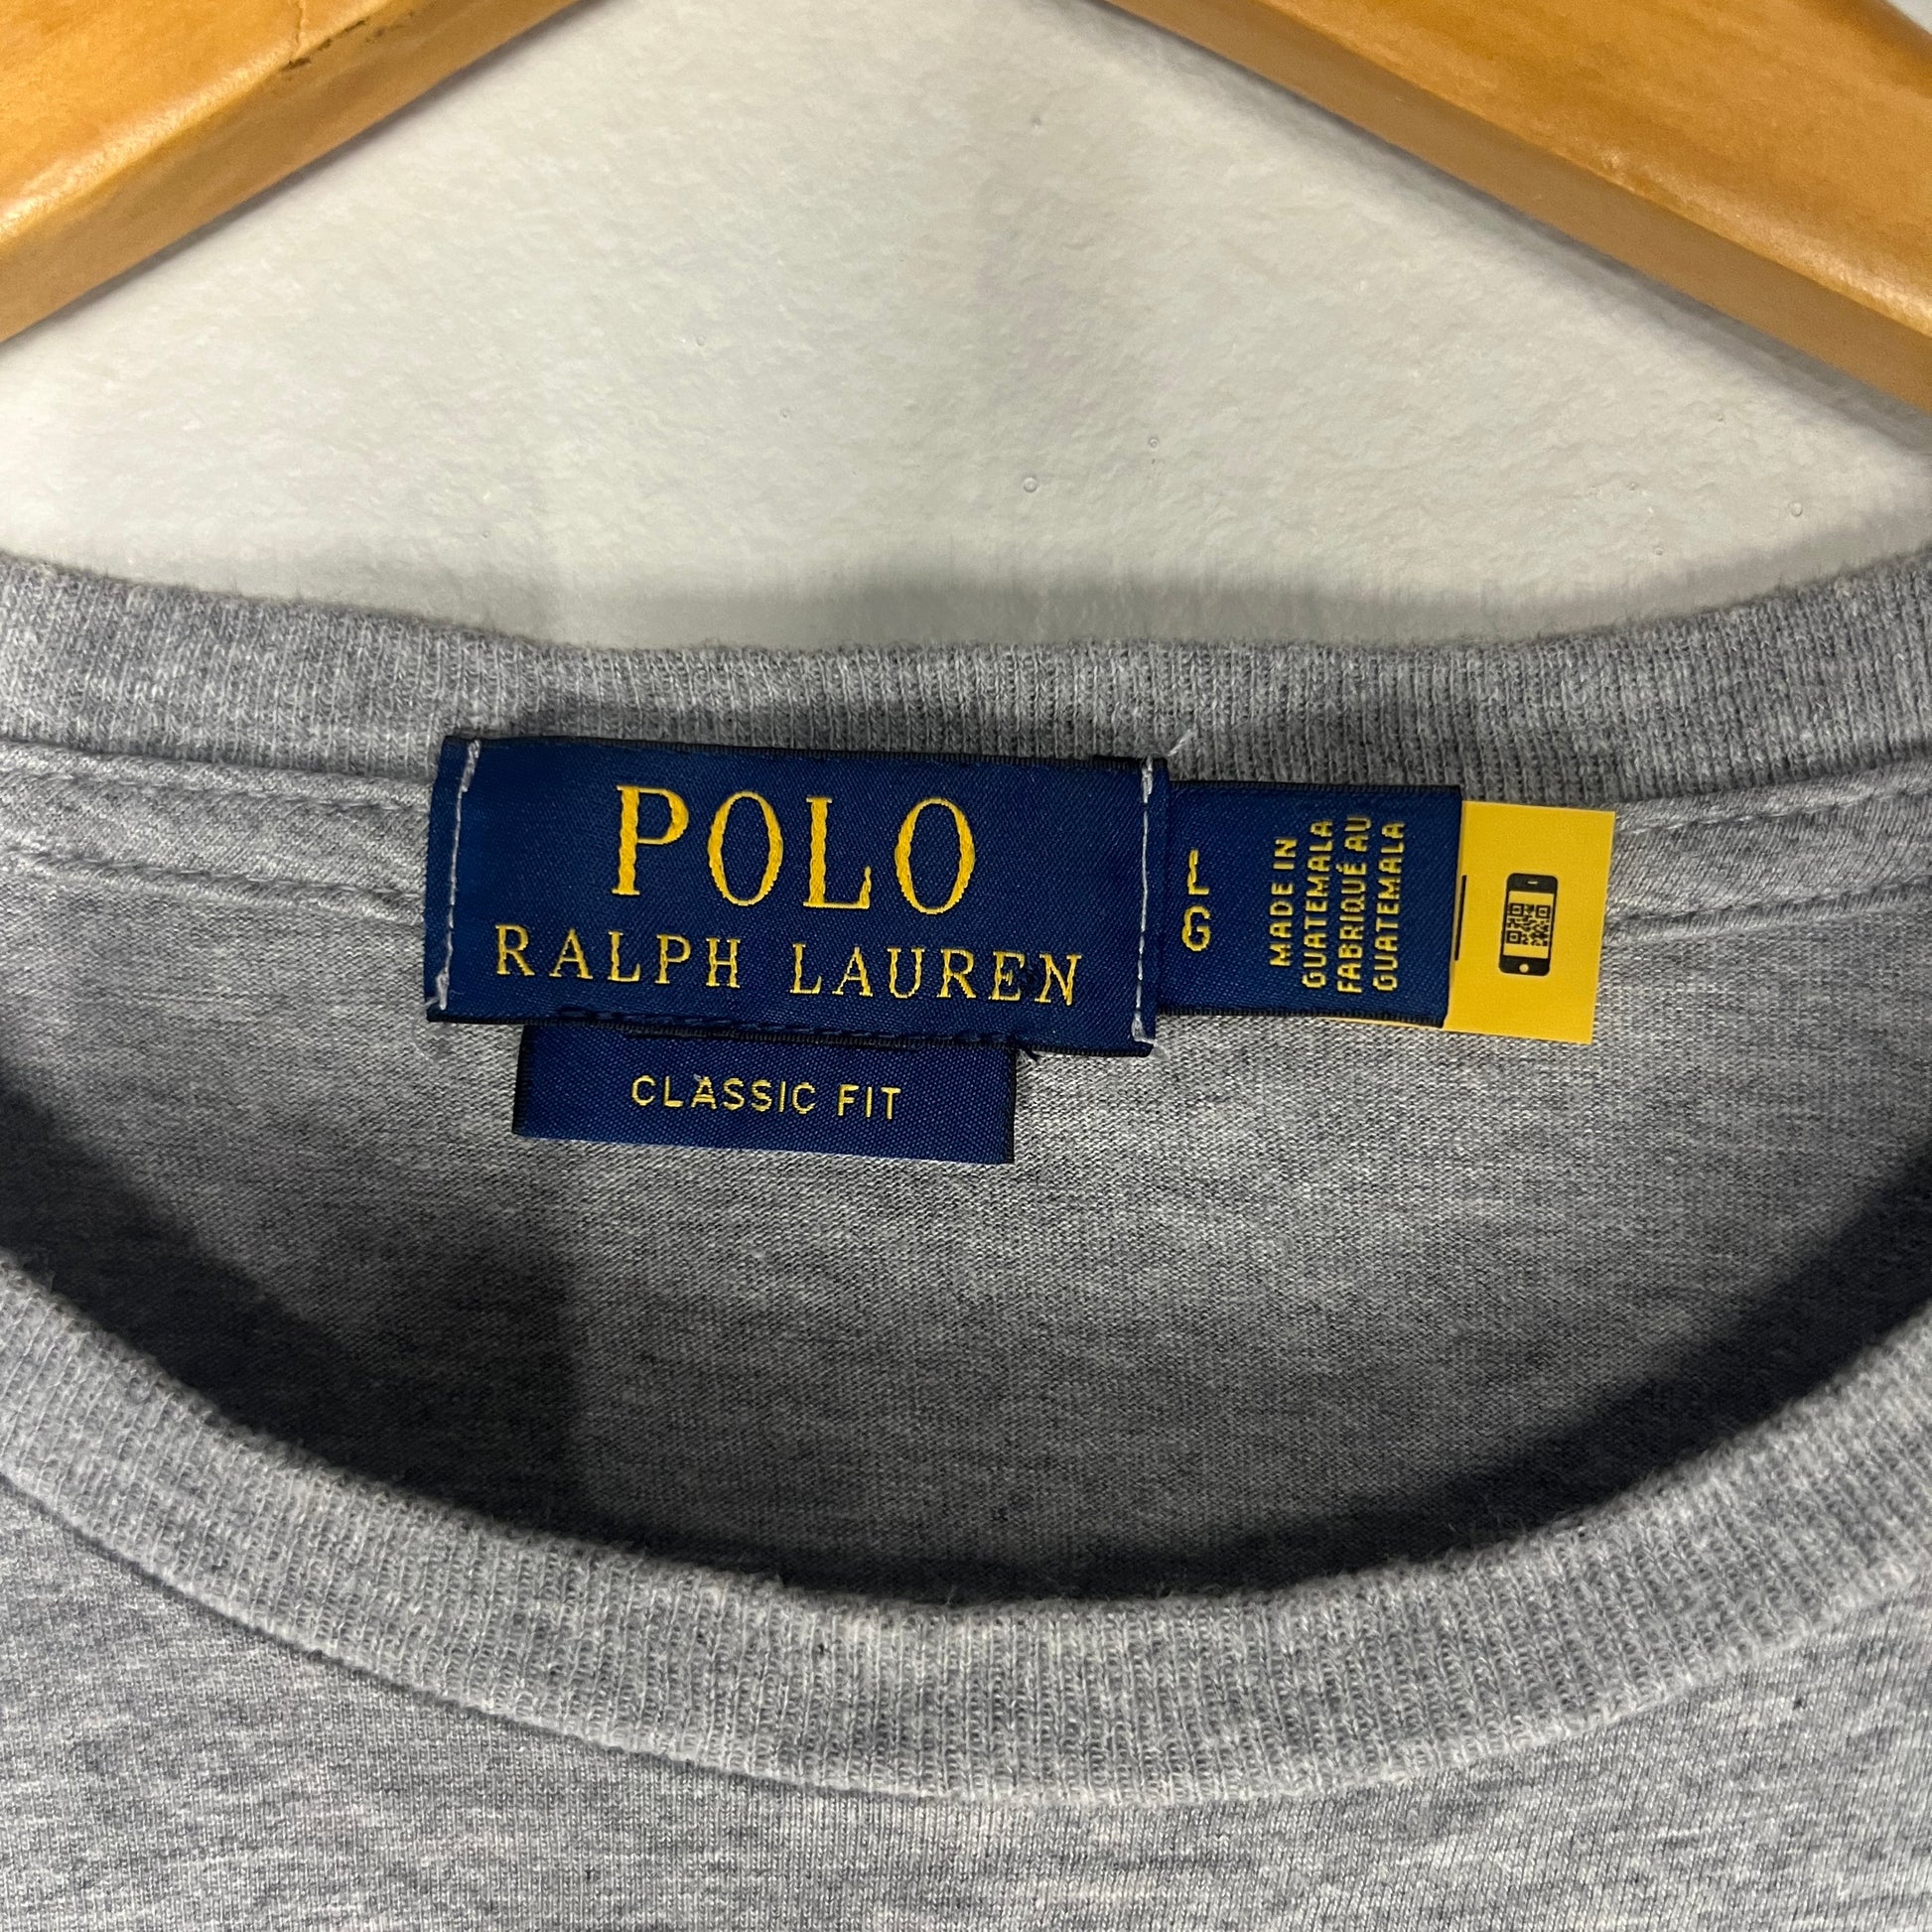 POLO
RALPH LAUREN
CLASSIC FIT
L
G
MADE IN
GUATEMALA
FABRIQUÉ AU
GUATEMALA